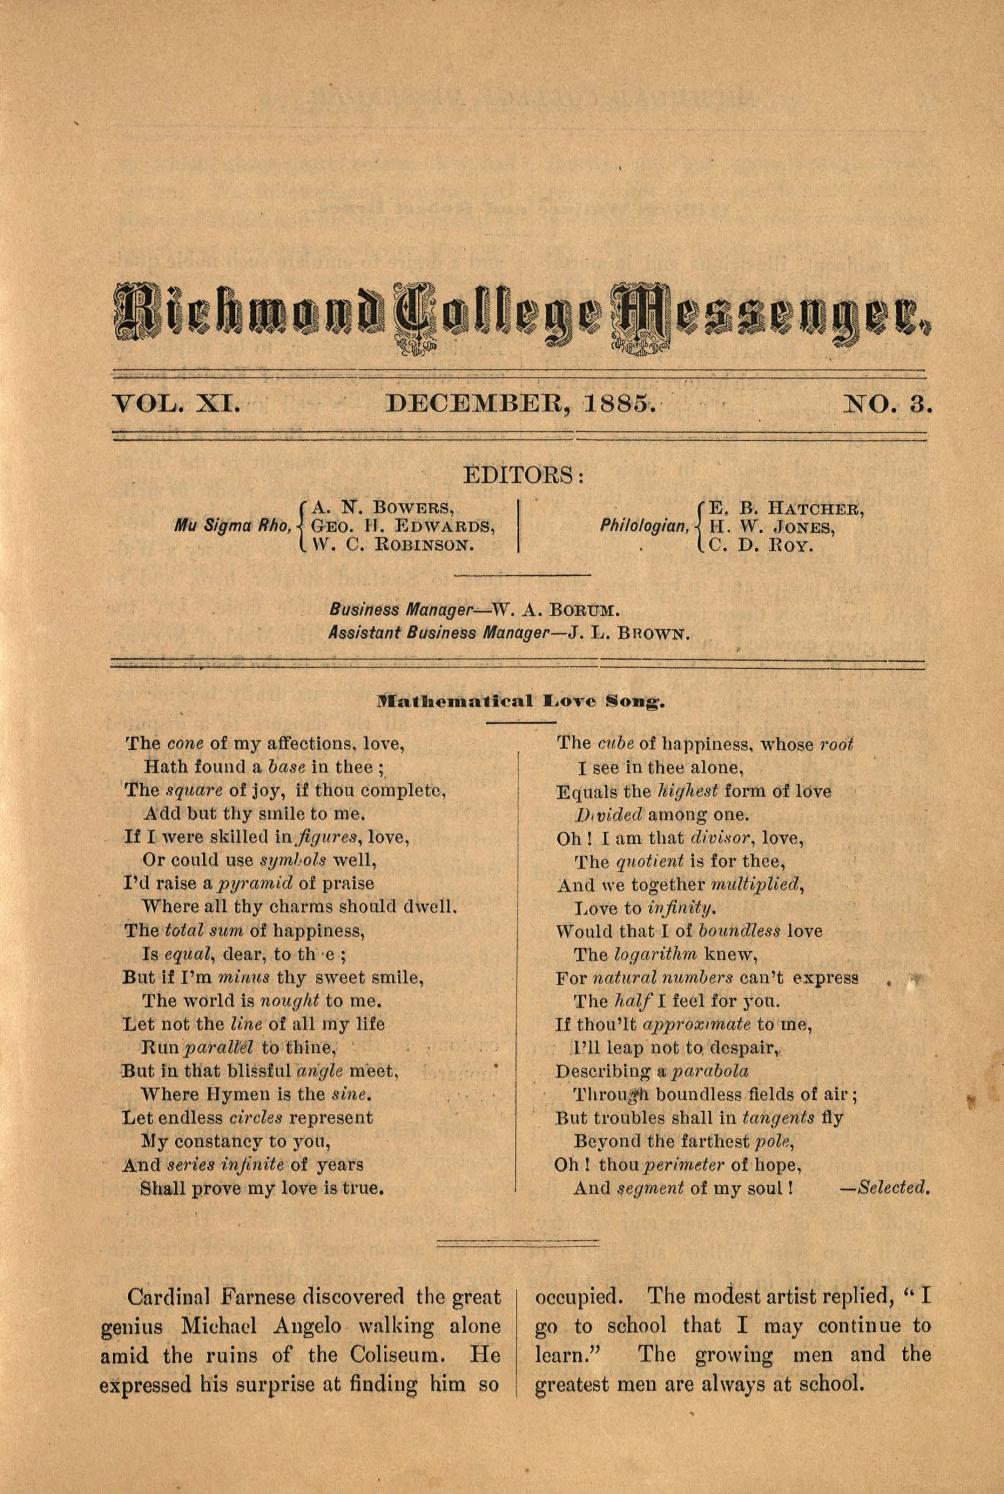 Richmond College Messenger.
VOL. XI. DECEMBER, 1885. NO. 3.
EDITORS:
Mu Sigma Rho, { A. N. BOWERS,
GEO. H. EDWARDS,
W. C. ROBINSON.
Philologian, { E. B. HATCHER,
H. W. JONES,
C. D. ROY.
Business Manager—W. A. BORUM.
Assistant Business Manager—J. L. BROWN.
Mathematical Love Song.
The cone of my affections, love,
Hath found a base in thee ;
The square of joy, if thou complete,
Add but thy smile to me.
If I were skilled in figures, love,
Or could use symbols well,
I'd raise a pyramid of praise
Where all thy charms should dwell.
The total sum of happiness,
Is equal, dear, to th e ;
But if I'm minus thy sweet smile,
The world is nought to me.
Let not the line of all my life
Run parallel to thine,
But in that blissful angle meet,
Where Hymen is the sine.
Let endless circles represent
My constancy to you,
And series infinite of years
Shall prove my love is true.
The cube of happiness, whose root
I see in thee alone,
Equals the highest form of love
Divided among one.
Oh ! I am that divisor, love,
The quotient is for thee,
And we together multiplied,
Love to infinity.
Would that I of boundless love
The logarithm knew,
For natural numbers can't express
The half I feel for you.
If thou'lt approximate to me,
I'll leap not to despair,
Describing a parabola
Through boundless fields of air ;
But troubles shall in tangents fly
Beyond the farthest pole,
Oh ! thou perimeter of hope,
And segment of my soul ! —Selected.
Cardinal Farnese discovered the great
genius Michael Angelo walking alone
amid the ruins of the Coliseum. He
expressed his surprise at finding him so
occupied. The modest artist replied, "I
go to school that I may continue to
learn." The growing men and the
greatest men are always at school.